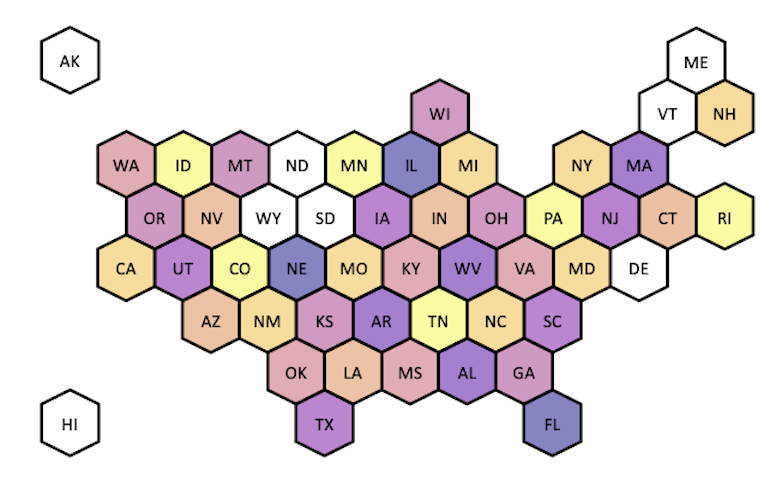 AK
ME
WI
VT NH
WA ID MT ND MN IL MI NY MA
OR NV WY SD IA IN OH PA NJ CT RI
CA UT CO NE MO KY WV VA MD DE
AZ NM KS AR TN NC SC
OK LA MS AL GA
HI TX FL